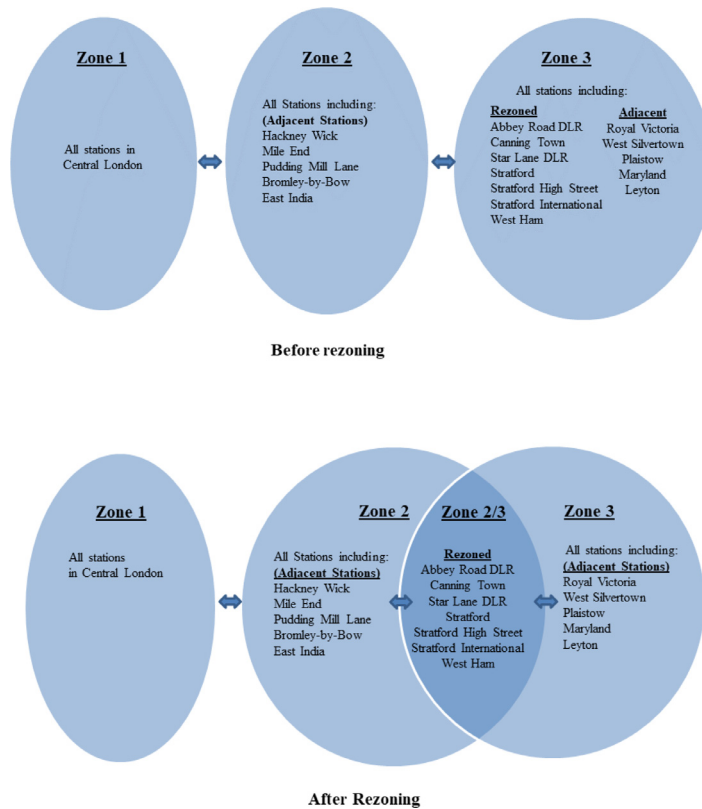 Zone 1
All stations in
Central London
Zone 2
All Stations including:
(Adjacent Stations)
Hackney Wick
Mile End
Pudding Mill Lane
Bromley-by-Bow
East India
Zone 3
All stations including:
Rezoned
Abbey Road DLR
Canning Town
Star Lane DLR
Stratford
Stratford High Street
Stratford International
West Ham
Adjacent
Royal Victoria
West Silvertown
Plaistow
Maryland
Leyton
Before rezoning
Zone 1
All stations
in Central London
Zone 2
All Stations including:
(Adjacent Stations)
Hackney Wick
Mile End
Pudding Mill Lane
Bromley-by-Bow
East India
Zone 2/3
Rezoned
Abbey Road DLR
Canning Town
Star Lane DLR
Stratford
Stratford High Street
Stratford International
West Ham
Zone 3
All stations including:
(Adjacent Stations)
Royal Victoria
West Silvertown
Plaistow
Maryland
Leyton
After Rezoning